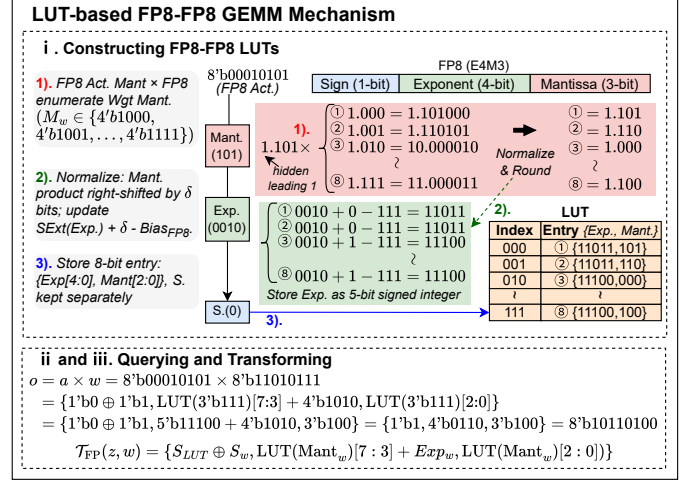 LUT-based FP8-FP8 GEMM Mechanism
i. Constructing FP8-FP8 LUTs
1). FP8 Act. Mant × FP8
enumerate Wgt Mant.
(M_w ∈ {4'b1000,
4'b1001, . . . , 4'b1111})
2). Normalize: Mant.
product right-shifted by δ
bits; update
SExt(Exp.) + δ - Bias_FP8.
3). Store 8-bit entry:
{Exp[4:0], Mant[2:0]}, S.
kept separately
8'b00010101
(FP8 Act.)
Mant.
(101)
Exp.
(0010)
S.(0)
FP8 (E4M3)
Sign (1-bit) Exponent (4-bit) Mantissa (3-bit)
1).
1.101×
hidden
leading 1
① 1.000 = 1.101000
② 1.001 = 1.110101
③ 1.010 = 10.000010
~
⑧ 1.111 = 11.000011
Normalize
& Round
① = 1.101
② = 1.110
③ = 1.000
~
⑧ = 1.100
① 0010 + 0 − 111 = 11011
② 0010 + 0 − 111 = 11011
③ 0010 + 1 − 111 = 11100
~
⑧ 0010 + 1 − 111 = 11100
Store Exp. as 5-bit signed integer
2).
3).
LUT
Index Entry {Exp., Mant.}
000 ① {11011,101}
001 ② {11011,110}
010 ③ {11100,000}
~ ~
111 ⑧ {11100,100}
ii and iii. Querying and Transforming
o = a × w = 8'b00010101 × 8'b11010111
= {1'b0 ⊕ 1'b1, LUT(3'b111)[7:3] + 4'b1010, LUT(3'b111)[2:0]}
= {1'b0 ⊕ 1'b1, 5'b11100 + 4'b1010, 3'b100} = {1'b1, 4'b0110, 3'b100} = 8'b10110100
𝒯_FP(z, w) = {S_LUT ⊕ S_w, LUT(Mant_w)[7 : 3] + Exp_w, LUT(Mant_w)[2 : 0])}